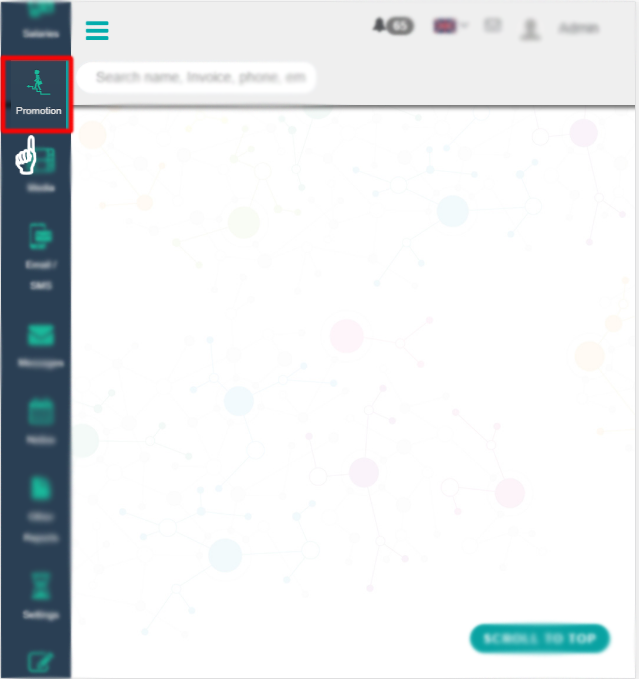 65
Admin
Search name, Invoice, phone, em
Salaries
Promotion
Media
Email /
SMS
Messages
Notes
Other
Reports
Settings
SCROLL TO TOP